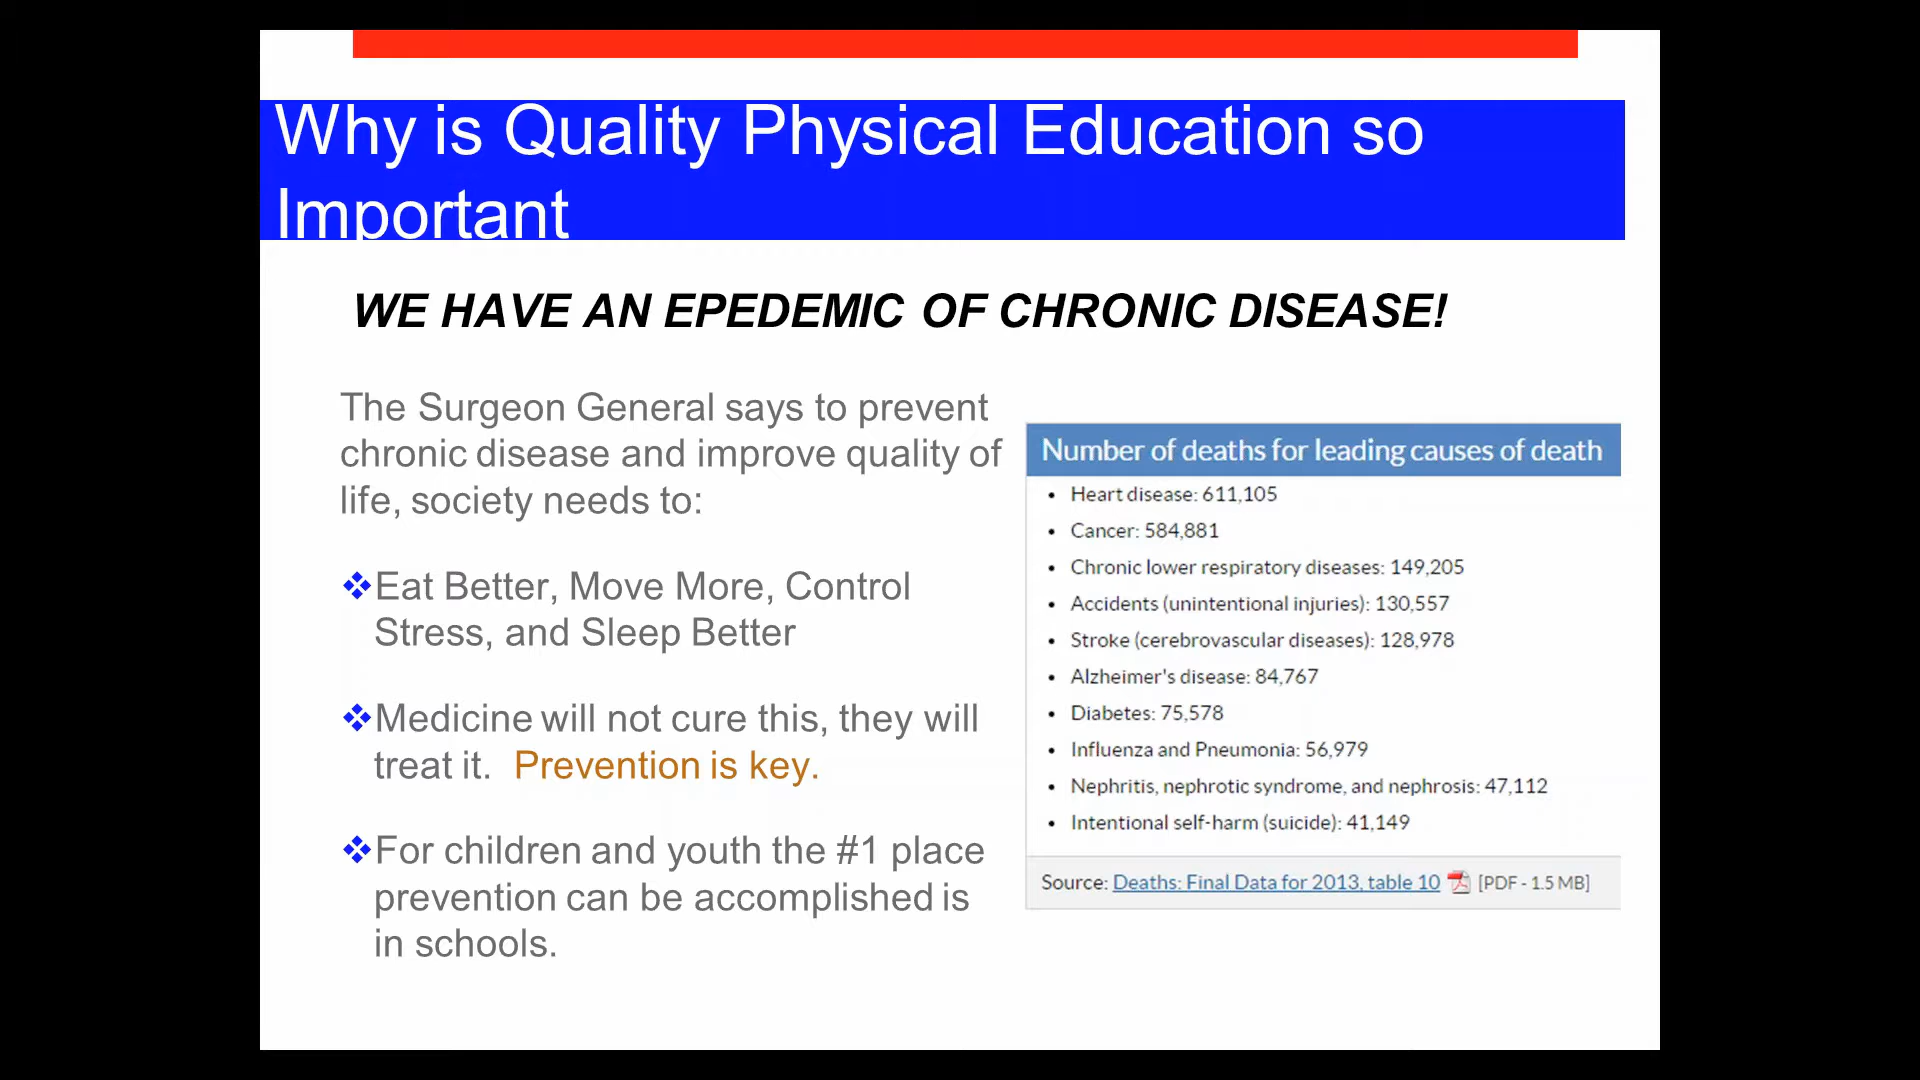 Why is Quality Physical Education so
Important
WE HAVE AN EPEDEMIC OF CHRONIC DISEASE!
The Surgeon General says to prevent
chronic disease and improve quality of
life, society needs to:
❖Eat Better, Move More, Control
Stress, and Sleep Better
❖Medicine will not cure this, they will
treat it. Prevention is key.
❖For children and youth the #1 place
prevention can be accomplished is
in schools.
Number of deaths for leading causes of death
• Heart disease: 611,105
• Cancer: 584,881
• Chronic lower respiratory diseases: 149,205
• Accidents (unintentional injuries): 130,557
• Stroke (cerebrovascular diseases): 128,978
• Alzheimer's disease: 84,767
• Diabetes: 75,578
• Influenza and Pneumonia: 56,979
• Nephritis, nephrotic syndrome, and nephrosis: 47,112
• Intentional self-harm (suicide): 41,149
Source: Deaths: Final Data for 2013, table 10 [PDF - 1.5 MB]